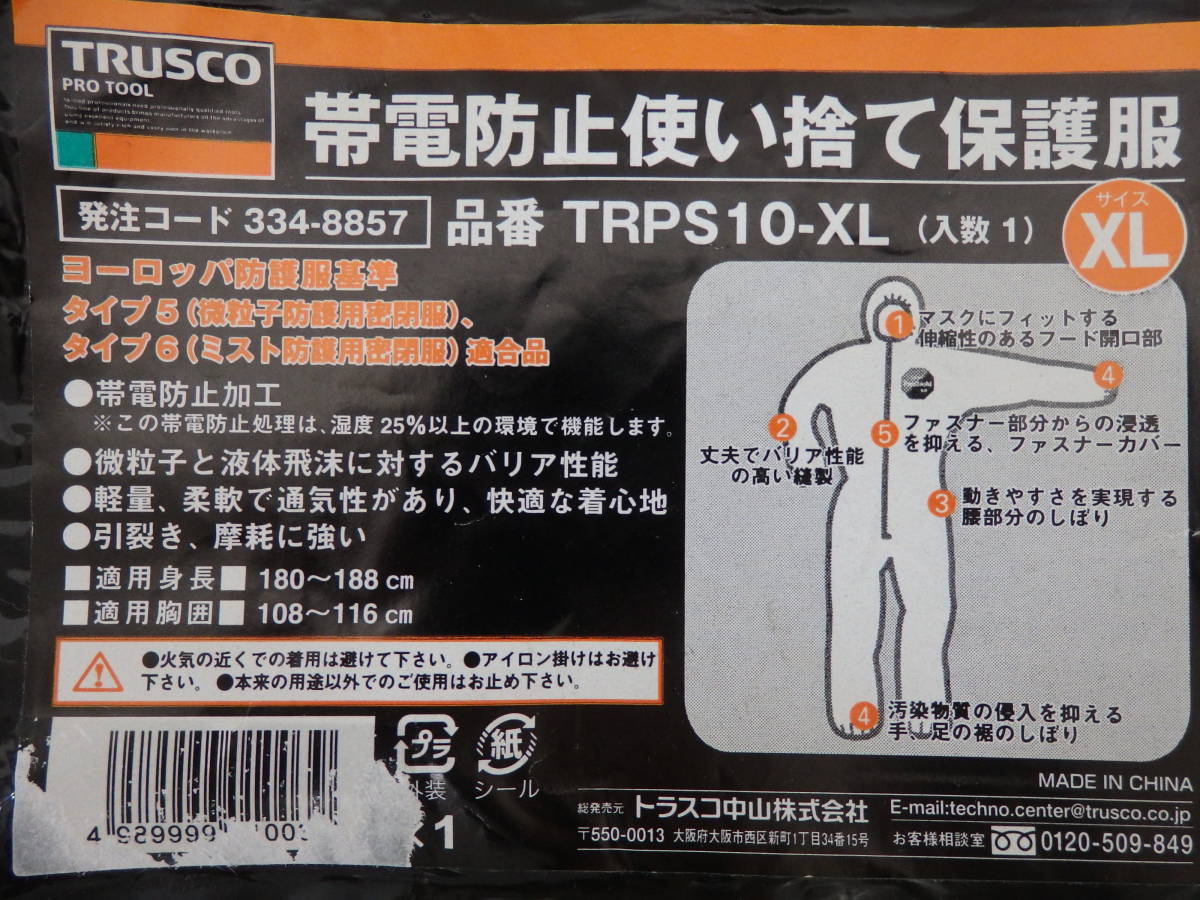 TRUSCO
PRO TOOL
帯電防止使い捨て保護服
発注コード 334-8857
品番 TRPS10-XL (入数 1)
サイズ
XL
ヨーロッパ防護服基準
タイプ5(微粒子防護用密閉服)、
タイプ6(ミスト防護用密閉服)適合品
●帯電防止加工
※この帯電防止処理は、湿度25%以上の環境で機能します。
●微粒子と液体飛沫に対するバリア性能
●軽量、柔軟で通気性があり、快適な着心地
●引裂き、摩耗に強い
■適用身長■ 180〜188cm
■適用胸囲■ 108〜116cm
●火気の近くでの着用は避けて下さい。●アイロン掛けはお避け
下さい。●本来の用途以外でのご使用はお止め下さい。
1 マスクにフィットする
伸縮性のあるフード開口部
4
2
丈夫でバリア性能
の高い縫製
5 ファスナー部分からの浸透
を抑える、ファスナーカバー
3 動きやすさを実現する
腰部分のしぼり
4 汚染物質の侵入を抑える
手、足の裾のしぼり
プラ
紙
装
シール
4 989999 003
×1
MADE IN CHINA
総発売元 トラスコ中山株式会社
〒550-0013 大阪府大阪市西区新町1丁目34番15号
E-mail:techno.center@trusco.co.jp
お客様相談室 0120-509-849